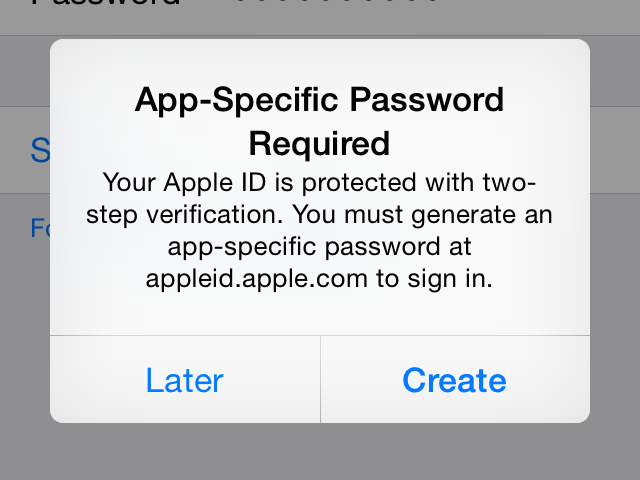 Password
App-Specific Password
Required
Your Apple ID is protected with two-
step verification. You must generate an
app-specific password at
appleid.apple.com to sign in.
Later
Create